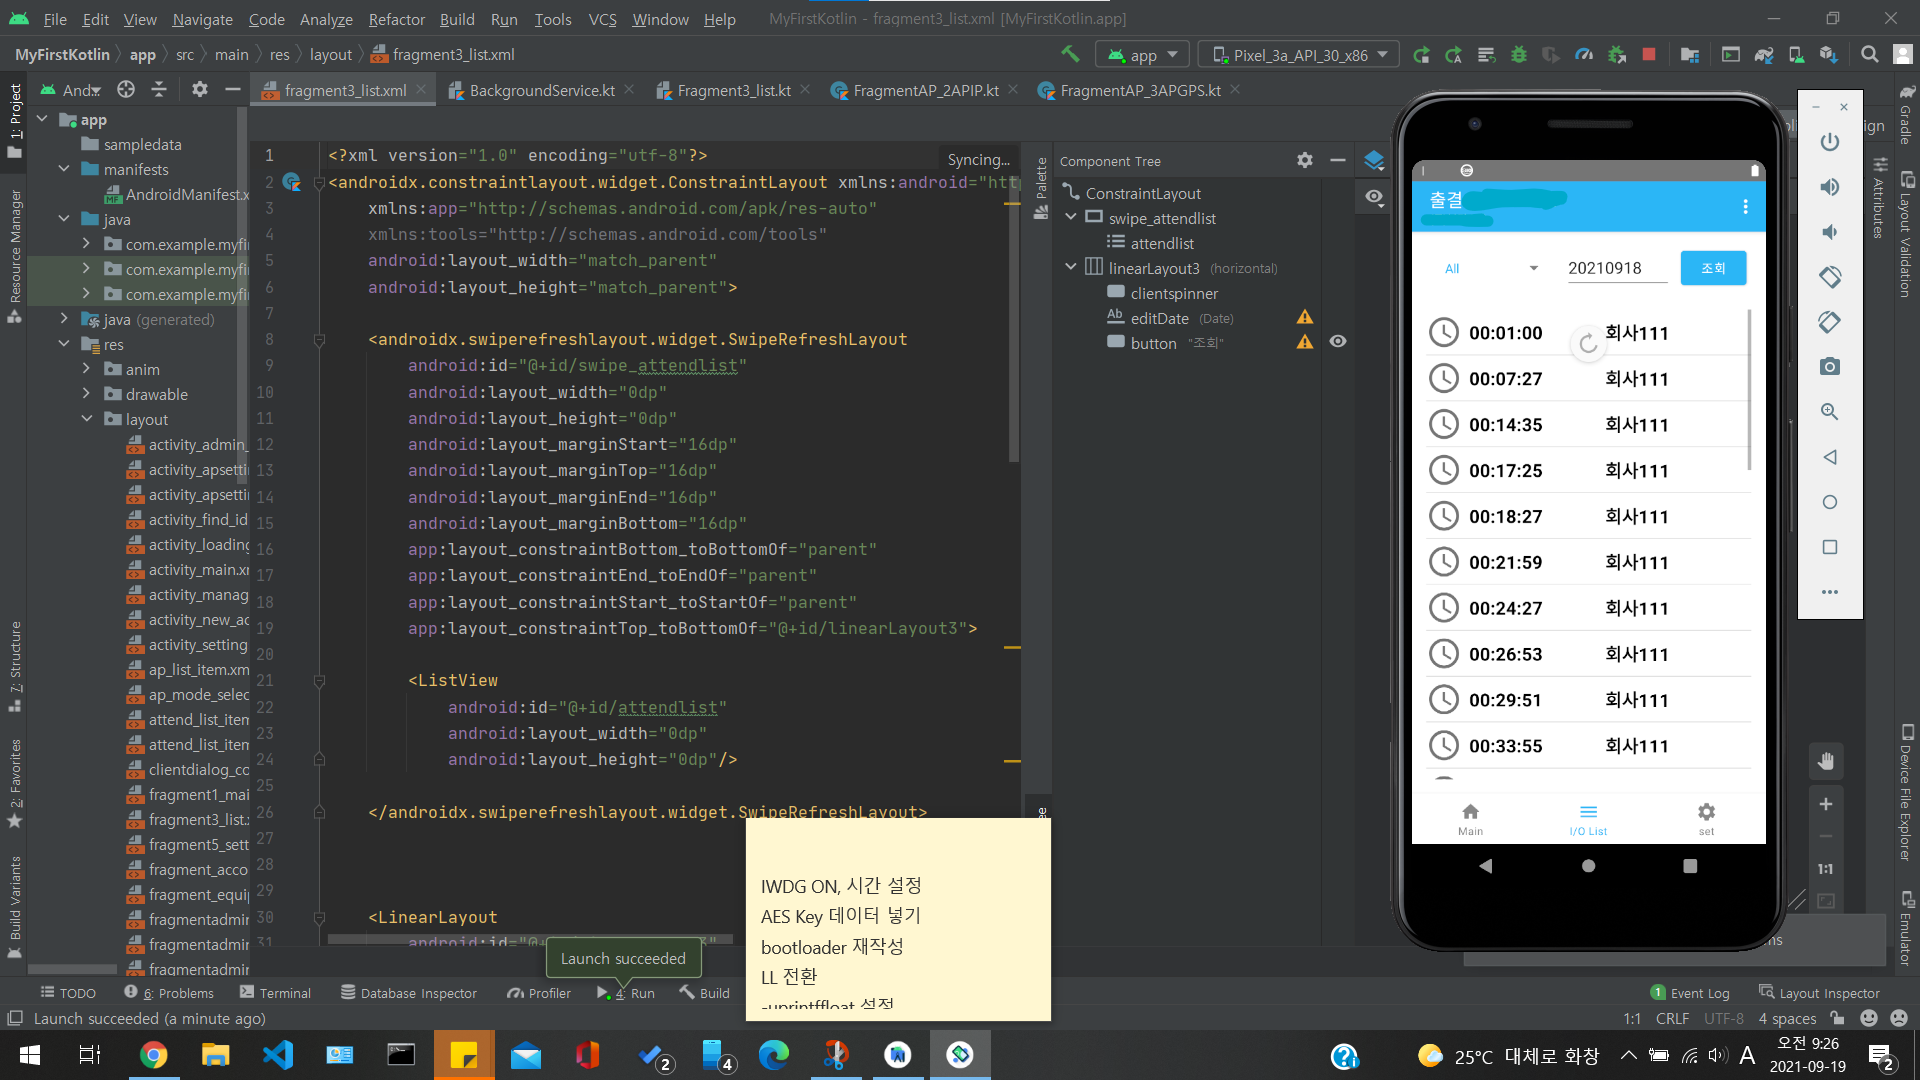 File Edit View Navigate Code Analyze Refactor Build Run Tools VCS Window Help MyFirstKotlin - fragment3_list.xml [MyFirstKotlin.app]
MyFirstKotlin app src main res layout fragment3_list.xml
app Pixel_3a_API_30_x86
fragment3_list.xml BackgroundService.kt Fragment3_list.kt FragmentAP_2APIP.kt FragmentAP_3APGPS.kt
1: Project
Resource Manager
7: Structure
2: Favorites
Build Variants
app
sampledata
manifests
AndroidManifest.x
java
com.example.myfi
com.example.myfi
com.example.myfi
java (generated)
res
anim
drawable
layout
activity_admin_
activity_apsetti
activity_apsetti
activity_find_id
activity_loading
activity_main.xm
activity_manag
activity_new_ac
activity_setting
ap_list_item.xm
ap_mode_selec
attend_list_item
attend_list_item
clientdialog_co
fragment1_mai
fragment3_list.x
fragment5_sett
fragment_acco
fragment_equi
fragmentadmin
fragmentadmin
fragmentadmin
Syncing...
1 <?xml version="1.0" encoding="utf-8"?>
2 <androidx.constraintlayout.widget.ConstraintLayout xmlns:android="htt
3 xmlns:app="http://schemas.android.com/apk/res-auto"
4 xmlns:tools="http://schemas.android.com/tools"
5 android:layout_width="match_parent"
6 android:layout_height="match_parent">
7
8 <androidx.swiperefreshlayout.widget.SwipeRefreshLayout
9 android:id="@+id/swipe_attendlist"
10 android:layout_width="0dp"
11 android:layout_height="0dp"
12 android:layout_marginStart="16dp"
13 android:layout_marginTop="16dp"
14 android:layout_marginEnd="16dp"
15 android:layout_marginBottom="16dp"
16 app:layout_constraintBottom_toBottomOf="parent"
17 app:layout_constraintEnd_toEndOf="parent"
18 app:layout_constraintStart_toStartOf="parent"
19 app:layout_constraintTop_toBottomOf="@+id/linearLayout3">
20
21 <ListView
22 android:id="@+id/attendlist"
23 android:layout_width="0dp"
24 android:layout_height="0dp"/>
25
26 </androidx.swiperefreshlayout.widget.SwipeRefreshLayout>
27
28
29
30 <LinearLayout
31
Palette
Component Tree
ConstraintLayout
swipe_attendlist
attendlist
linearLayout3 (horizontal)
clientspinner
Ab editDate (Date)
button "조회"
출결
All 20210918 조회
00:01:00 회사111
00:07:27 회사111
00:14:35 회사111
00:17:25 회사111
00:18:27 회사111
00:21:59 회사111
00:24:27 회사111
00:26:53 회사111
00:29:51 회사111
00:33:55 회사111
Main I/O List set
1:1
Gradle
Attributes
Layout Validation
Device File Explorer
Emulator
IWDG ON, 시간 설정
AES Key 데이터 넣기
bootloader 재작성
LL 전환
-uprintffloat 설정
Launch succeeded
TODO 6: Problems Terminal Database Inspector Profiler 4: Run Build 1 Event Log Layout Inspector
Launch succeeded (a minute ago) 1:1 CRLF UTF-8 4 spaces
2 4 25°C 대체로 화창 A 오전 9:26
2021-09-19 2